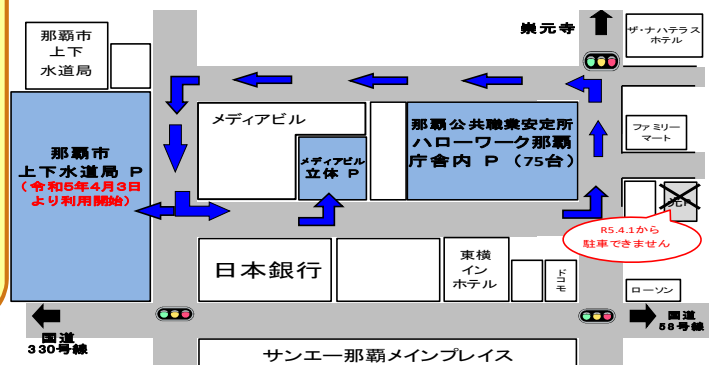 崇元寺
ザ・ナハテラス
ホテル
那覇市
上下
水道局
メディアビル
那覇公共職業安定所
ハローワーク那覇
庁舎内 P （75台）
ファミリー
マート
那覇市
上下水道局 P
（令和5年4月3日
より利用開始）
メディアビル
立体 P
R5.4.1から
駐車できません
日本銀行
東横
イン
ホテル
ドコモ
ローソン
国道
330号線
国道
58号線
サンエー那覇メインプレイス